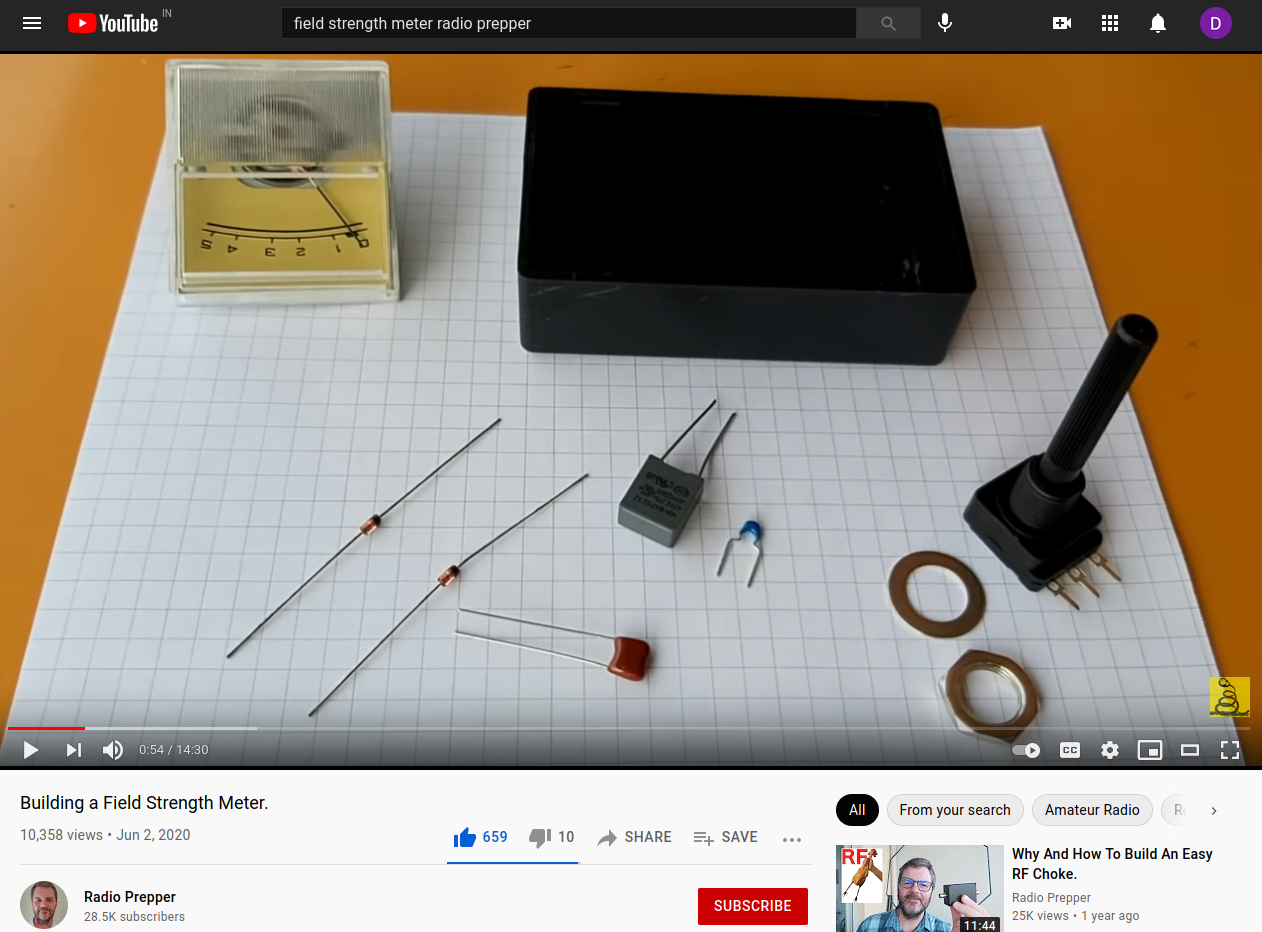 YouTube IN
field strength meter radio prepper
D
5 4 3 2 1 0
0:54 / 14:30
CC
Building a Field Strength Meter.
10,358 views • Jun 2, 2020
659
10
SHARE
SAVE
Radio Prepper
28.5K subscribers
SUBSCRIBE
All
From your search
Amateur Radio
RF
11:44
Why And How To Build An Easy
RF Choke.
Radio Prepper
25K views • 1 year ago